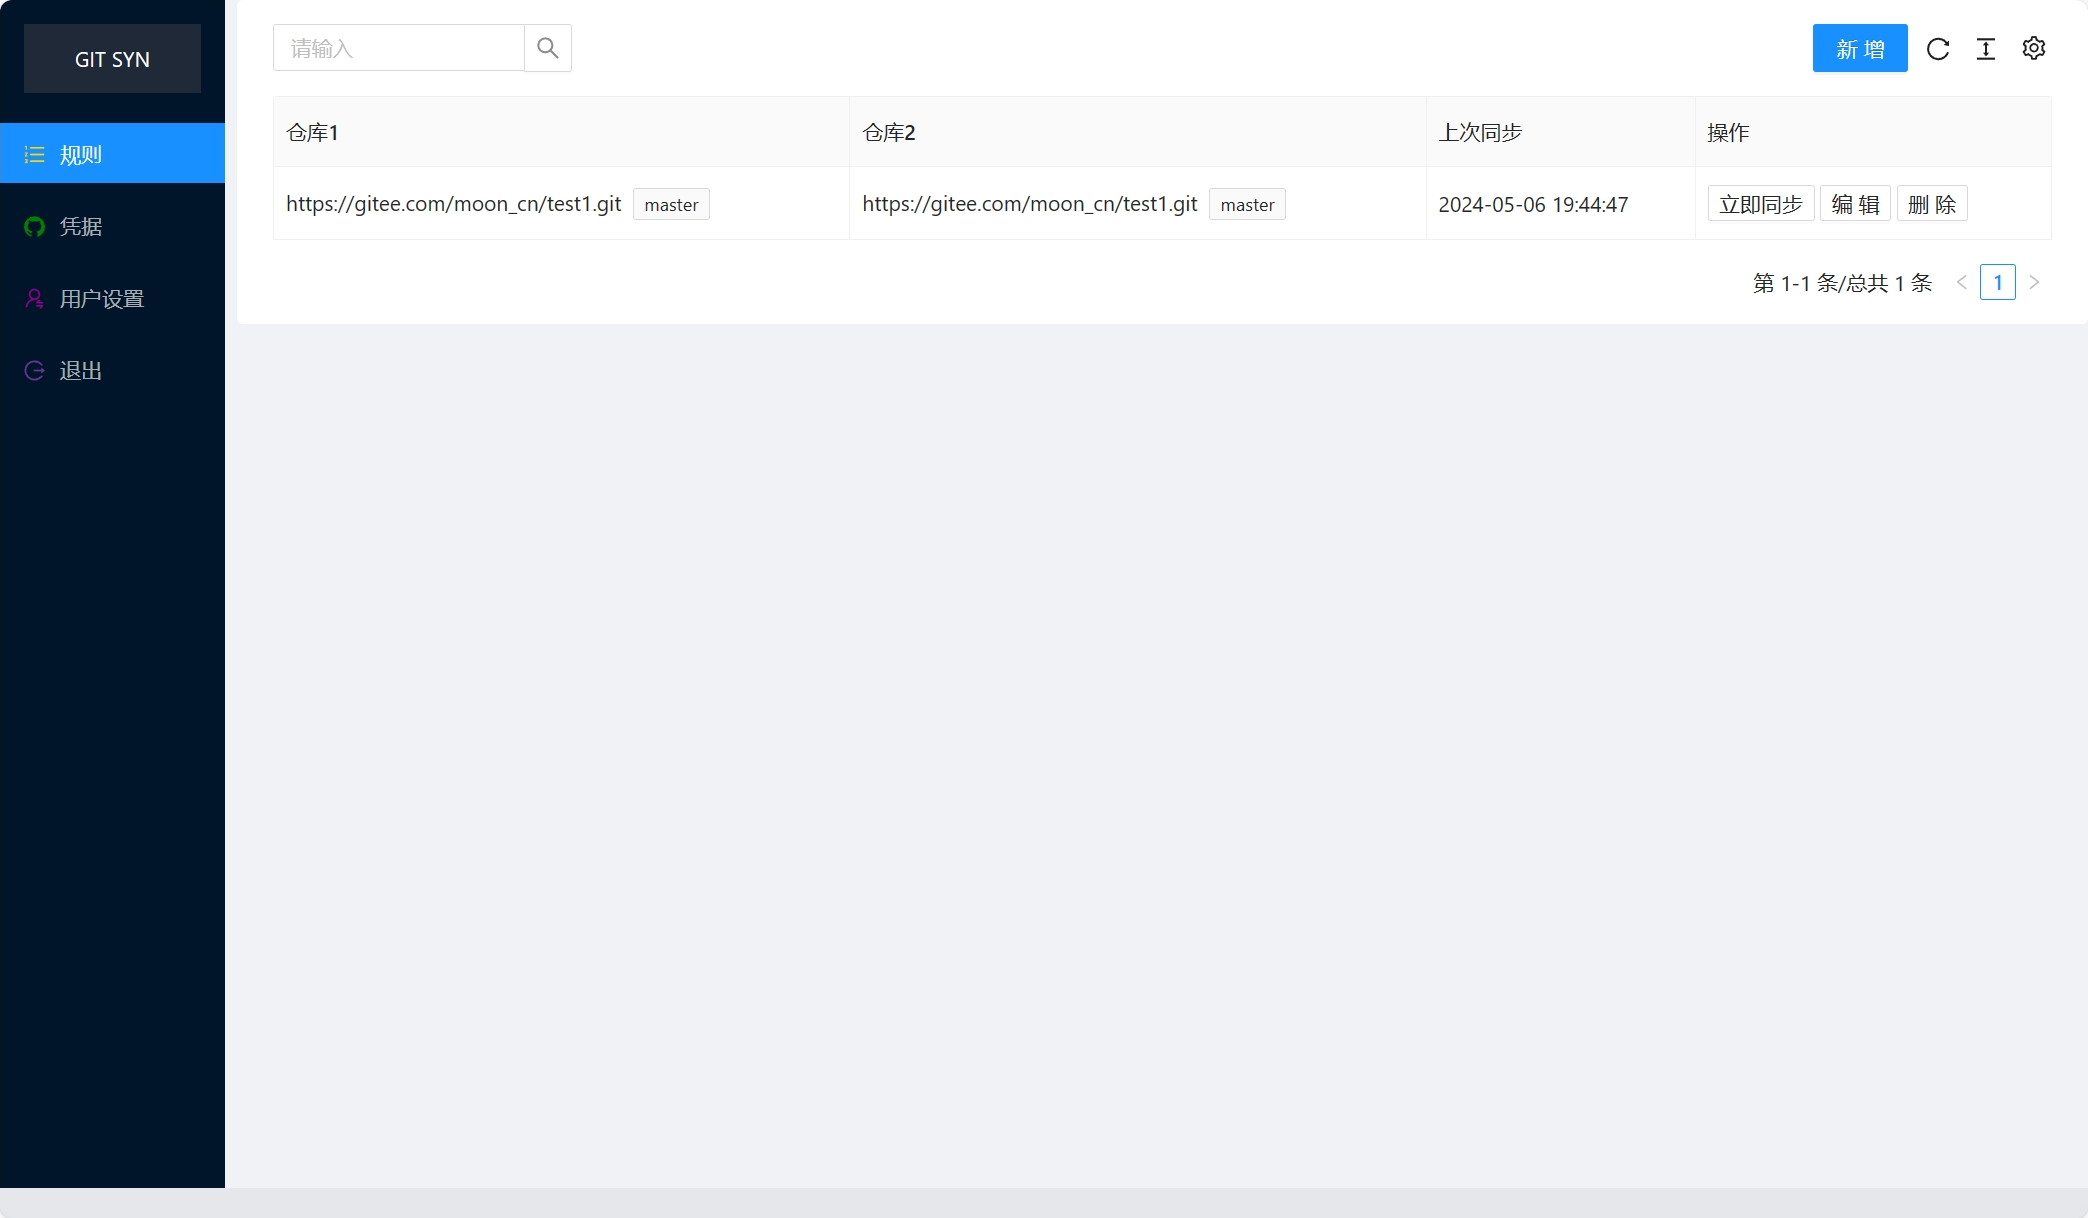 GIT SYN
规则
凭据
用户设置
退出
请输入
新 增
仓库1 仓库2 上次同步 操作
https://gitee.com/moon_cn/test1.git master https://gitee.com/moon_cn/test1.git master 2024-05-06 19:44:47 立即同步 编 辑 删 除
第 1-1 条/总共 1 条 < 1 >